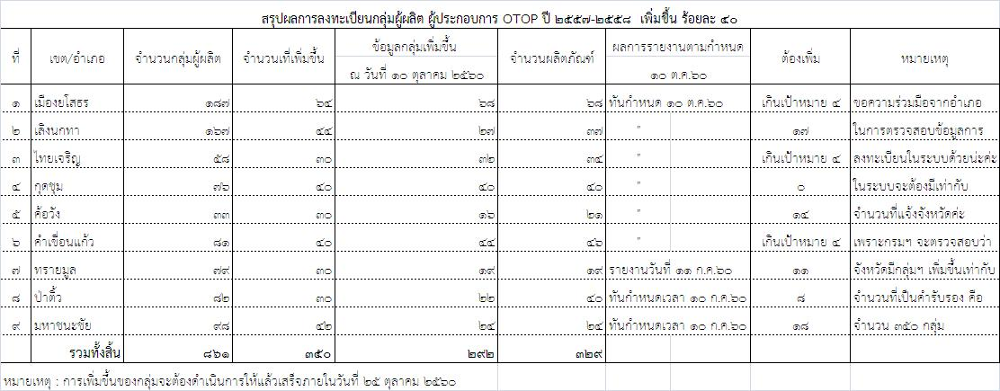 สรุปผลการลงทะเบียนกลุ่มผู้ผลิต ผู้ประกอบการ OTOP ปี ๒๕๕๗-๒๕๕๘ เพิ่มขึ้น ร้อยละ ๔๐
ที่ เขต/อำเภอ จำนวนกลุ่มผู้ผลิต จำนวนเที่เพิ่มขึ้น ข้อมูลกลุ่มเพิ่มขึ้น จำนวนผลิตภัณฑ์ ผลการรายงานตามกำหนด ต้องเพิ่ม หมายเหตุ
ณ วันที่ ๑๐ ตุลาคม ๒๕๖๐ ๑๐ ต.ค.๖๐
๑ เมืองยโสธร ๑๘๗ ๖๔ ๖๘ ๖๘ ทันกำหนด ๑๐ ต.ค.๖๐ เกินเป้าหมาย ๔ ขอความร่วมมือจากอำเภอ
๒ เลิงนกทา ๑๖๗ ๔๔ ๒๗ ๓๗ " ๑๗ ในการตรวจสอบข้อมูลการ
๓ ไทยเจริญ ๕๘ ๓๐ ๓๒ ๓๔ " เกินเป้าหมาย ๔ ลงทะเบียนในระบบด้วยน่ะค่ะ
๔ กุดชุม ๗๖ ๔๐ ๔๐ ๔๐ " ๐ ในระบบจะต้องมีเท่ากับ
๕ ค้อวัง ๓๓ ๓๐ ๑๖ ๒๑ " ๑๔ จำนวนที่แจ้งจังหวัดค่ะ
๖ คำเขื่อนแก้ว ๘๑ ๔๐ ๔๔ ๔๖ " เกินเป้าหมาย ๔ เพราะกรมฯ จะตรวจสอบว่า
๗ ทรายมูล ๗๙ ๓๐ ๑๙ ๑๙ รายงานวันที่ ๑๑ ก.ค.๖๐ ๑๑ จังหวัดมีกลุ่มฯ เพิ่มขึ้นเท่ากับ
๘ ป่าติ้ว ๘๒ ๓๐ ๒๒ ๔๐ ทันกำหนดเวลา ๑๐ ก.ค.๖๐ ๘ จำนวนที่เป็นคำรับรอง คือ
๙ มหาชนะชัย ๙๘ ๔๒ ๒๔ ๒๔ ทันกำหนดเวลา ๑๐ ก.ค.๖๐ ๑๘ จำนวน ๓๕๐ กลุ่ม
รวมทั้งสิ้น ๘๖๑ ๓๕๐ ๒๙๒ ๓๒๙
หมายเหตุ : การเพิ่มขึ้นของกลุ่มจะต้องดำเนินการให้แล้วเสร็จภายในวันที่ ๒๕ ตุลาคม ๒๕๖๐